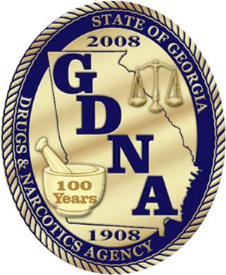 STATE OF GEORGIA
2008
GDNA
100
Years
1908
DRUGS & NARCOTICS AGENCY